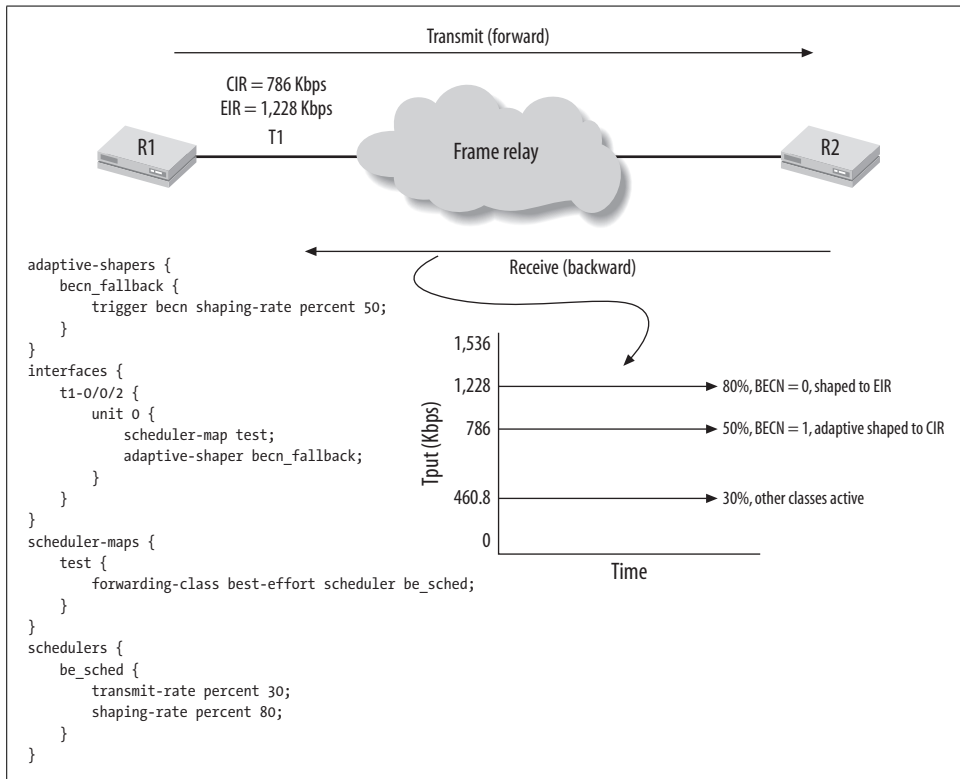 Transmit (forward)
CIR = 786 Kbps
EIR = 1,228 Kbps
T1
R1
Frame relay
R2
Receive (backward)
adaptive-shapers {
    becn_fallback {
        trigger becn shaping-rate percent 50;
    }
}
interfaces {
    t1-0/0/2 {
        unit 0 {
            scheduler-map test;
            adaptive-shaper becn_fallback;
        }
    }
}
scheduler-maps {
    test {
        forwarding-class best-effort scheduler be_sched;
    }
}
schedulers {
    be_sched {
        transmit-rate percent 30;
        shaping-rate percent 80;
    }
}
Tput (Kbps)
1,536
1,228
80%, BECN = 0, shaped to EIR
786
50%, BECN = 1, adaptive shaped to CIR
460.8
30%, other classes active
0
Time